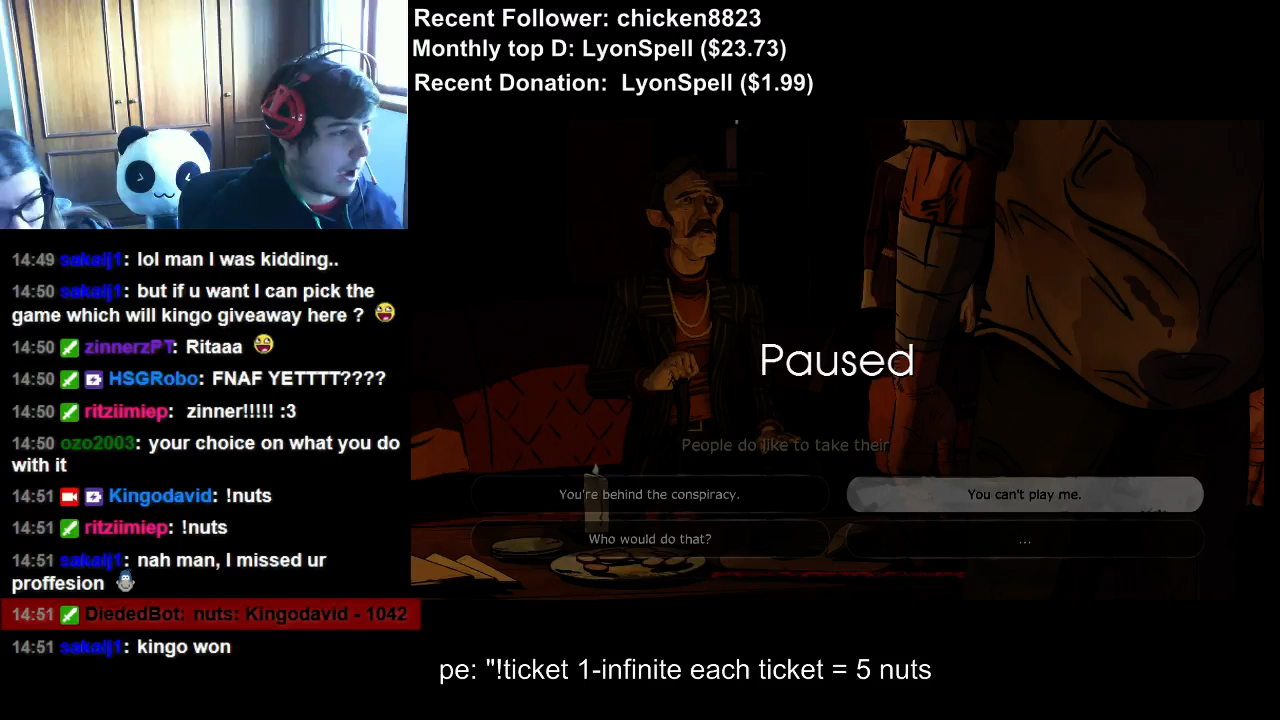 Recent Follower: chicken8823
Monthly top D: LyonSpell ($23.73)
Recent Donation: LyonSpell ($1.99)
14:49 sakalj1: lol man I was kidding..
14:50 sakalj1: but if u want I can pick the
game which will kingo giveaway here ?
14:50 zinnerzPT: Ritaaa
14:50 HSGRobo: FNAF YETTTT????
14:50 ritziimiep: zinner!!!!! :3
14:50 ozo2003: your choice on what you do
with it
14:51 Kingodavid: !nuts
14:51 ritziimiep: !nuts
14:51 sakalj1: nah man, I missed ur
proffesion
14:51 DiededBot: nuts: Kingodavid - 1042
14:51 sakalj1: kingo won
Paused
People do like to take their
You're behind the conspiracy.
You can't play me.
Who would do that?
...
pe: "!ticket 1-infinite each ticket = 5 nuts